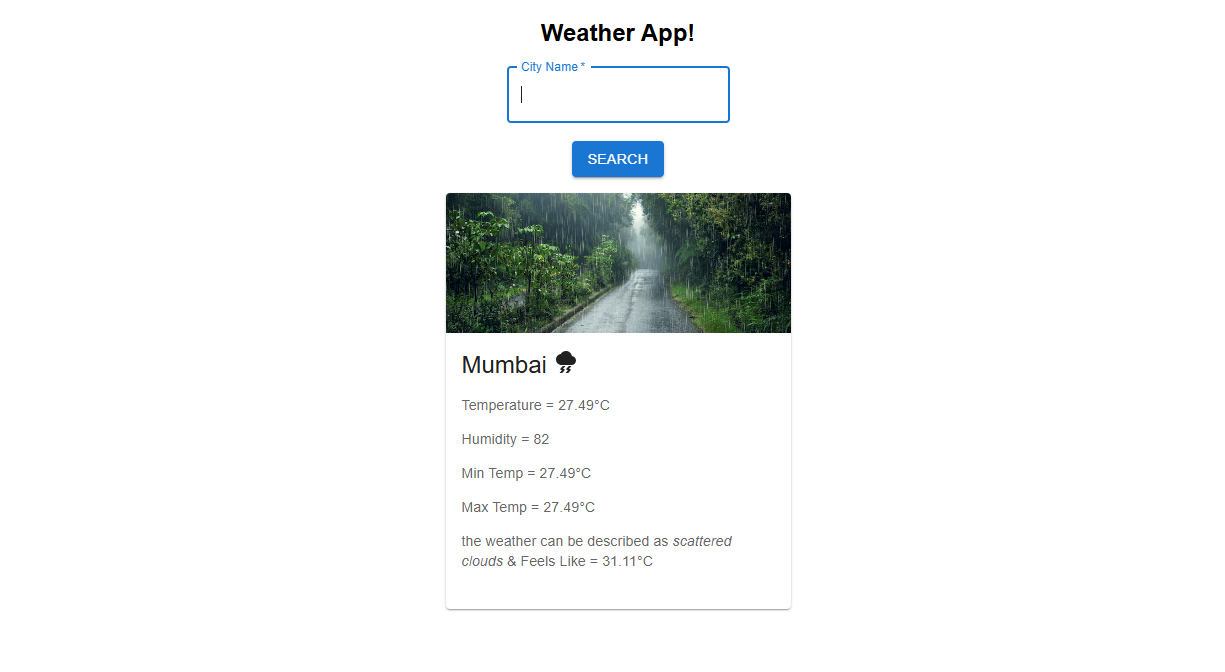 Weather App!
City Name *
SEARCH
Mumbai
Temperature = 27.49°C
Humidity = 82
Min Temp = 27.49°C
Max Temp = 27.49°C
the weather can be described as scattered
clouds & Feels Like = 31.11°C